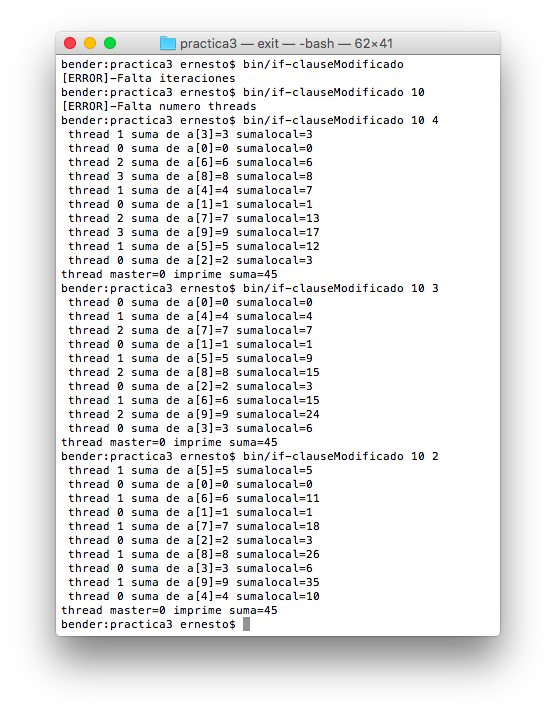 practica3 — exit — -bash — 62×41
bender:practica3 ernesto$ bin/if-clauseModificado
[ERROR]-Falta iteraciones
bender:practica3 ernesto$ bin/if-clauseModificado 10
[ERROR]-Falta numero threads
bender:practica3 ernesto$ bin/if-clauseModificado 10 4
thread 1 suma de a[3]=3 sumalocal=3
thread 0 suma de a[0]=0 sumalocal=0
thread 2 suma de a[6]=6 sumalocal=6
thread 3 suma de a[8]=8 sumalocal=8
thread 1 suma de a[4]=4 sumalocal=7
thread 0 suma de a[1]=1 sumalocal=1
thread 2 suma de a[7]=7 sumalocal=13
thread 3 suma de a[9]=9 sumalocal=17
thread 1 suma de a[5]=5 sumalocal=12
thread 0 suma de a[2]=2 sumalocal=3
thread master=0 imprime suma=45
bender:practica3 ernesto$ bin/if-clauseModificado 10 3
thread 0 suma de a[0]=0 sumalocal=0
thread 1 suma de a[4]=4 sumalocal=4
thread 2 suma de a[7]=7 sumalocal=7
thread 0 suma de a[1]=1 sumalocal=1
thread 1 suma de a[5]=5 sumalocal=9
thread 2 suma de a[8]=8 sumalocal=15
thread 0 suma de a[2]=2 sumalocal=3
thread 1 suma de a[6]=6 sumalocal=15
thread 2 suma de a[9]=9 sumalocal=24
thread 0 suma de a[3]=3 sumalocal=6
thread master=0 imprime suma=45
bender:practica3 ernesto$ bin/if-clauseModificado 10 2
thread 1 suma de a[5]=5 sumalocal=5
thread 0 suma de a[0]=0 sumalocal=0
thread 1 suma de a[6]=6 sumalocal=11
thread 0 suma de a[1]=1 sumalocal=1
thread 1 suma de a[7]=7 sumalocal=18
thread 0 suma de a[2]=2 sumalocal=3
thread 1 suma de a[8]=8 sumalocal=26
thread 0 suma de a[3]=3 sumalocal=6
thread 1 suma de a[9]=9 sumalocal=35
thread 0 suma de a[4]=4 sumalocal=10
thread master=0 imprime suma=45
bender:practica3 ernesto$